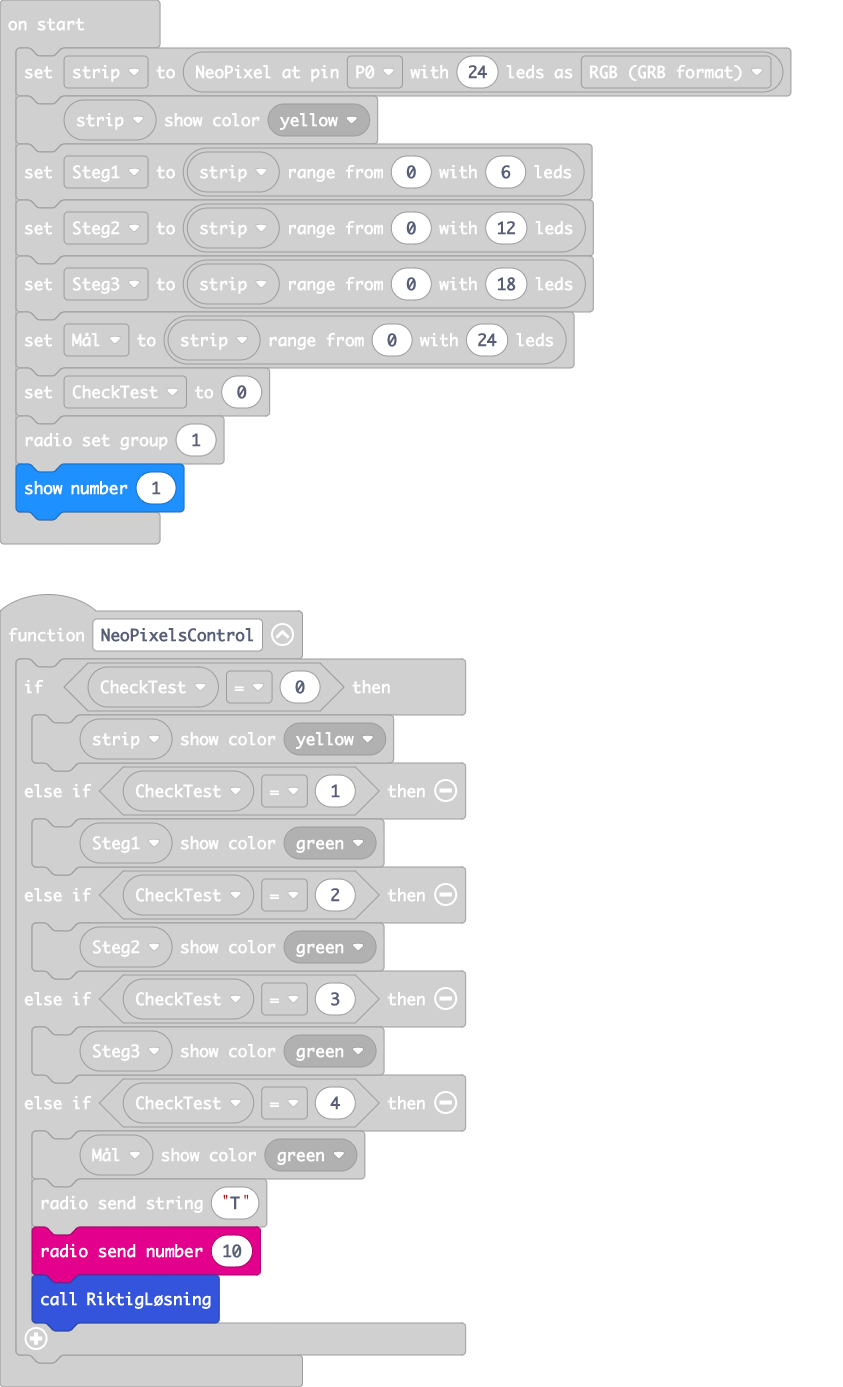 on start
set strip to NeoPixel at pin P0 with 24 leds as RGB (GRB format)
strip show color yellow
set Steg1 to strip range from 0 with 6 leds
set Steg2 to strip range from 0 with 12 leds
set Steg3 to strip range from 0 with 18 leds
set Mål to strip range from 0 with 24 leds
set CheckTest to 0
radio set group 1
show number 1
function NeoPixelsControl
if CheckTest = 0 then
strip show color yellow
else if CheckTest = 1 then
Steg1 show color green
else if CheckTest = 2 then
Steg2 show color green
else if CheckTest = 3 then
Steg3 show color green
else if CheckTest = 4 then
Mål show color green
radio send string "T"
radio send number 10
call RiktigLøsning